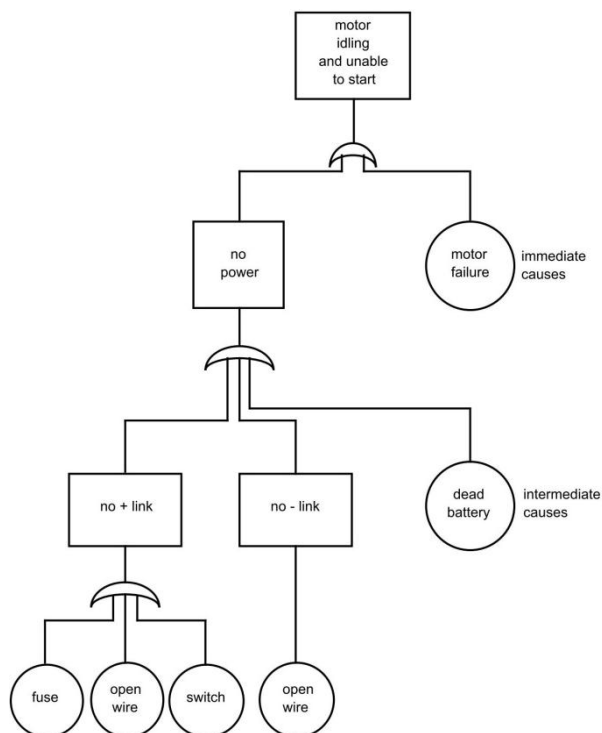 motor
idling
and unable
to start
no
power
motor
failure
immediate
causes
no + link
no - link
dead
battery
intermediate
causes
fuse
open
wire
switch
open
wire